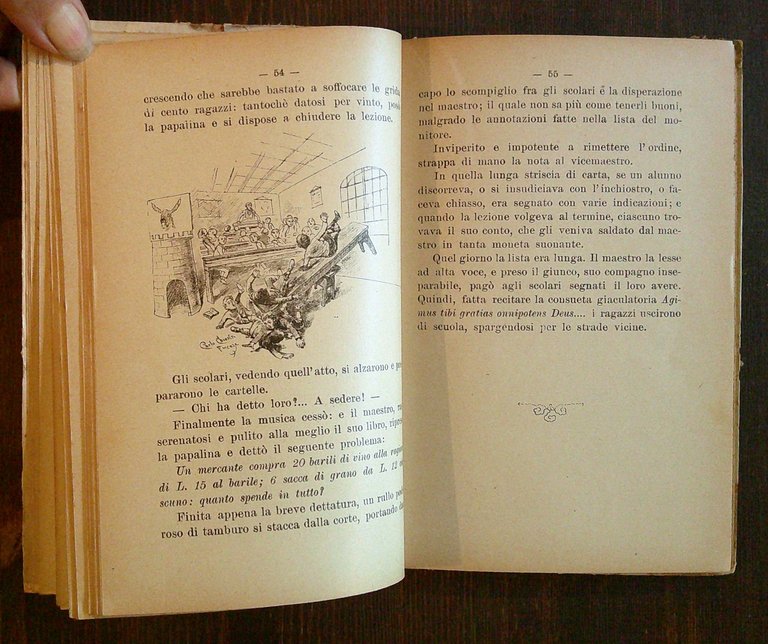 — 54 —
crescendo che sarebbe bastato a soffocare le grida
di cento ragazzi: tantochè datosi per vinto,
la papalina e si dispose a chiudere la lezione.
Gli scolari, vedendo quell'atto, si alzarono e
pararono le cartelle.
— Chi ha detto loro?... A sedere! —
Finalmente la musica cessò: e il maestro,
serenatosi e pulito alla meglio il suo libro,
la papalina e dettò il seguente problema:
Un mercante compra 20 barili di vino alla
di L. 15 al barile; 6 sacca di grano da L. 12
scuno: quanto spende in tutto?
Finita appena la breve dettatura, un rullo
roso di tamburo si stacca dalla corte, portando
— 55 —
capo lo scompiglio fra gli scolari e la disperazione
nel maestro; il quale non sa più come tenerli buoni,
malgrado le annotazioni fatte nella lista del mo-
nitore.
Inviperito e impotente a rimettere l'ordine,
strappa di mano la nota al vicemaestro.
In quella lunga striscia di carta, se un alunno
discorreva, o si insudiciava con l'inchiostro, o fa-
ceva chiasso, era segnato con varie indicazioni; e
quando la lezione volgeva al termine, ciascuno tro-
vava il suo conto, che gli veniva saldato dal mae-
stro in tanta moneta suonante.
Quel giorno la lista era lunga. Il maestro la lesse
ad alta voce, e preso il giunco, suo compagno inse-
parabile, pagò agli scolari segnati il loro avere.
Quindi, fatta recitare la consueta giaculatoria Agi-
mus tibi gratias onnipotens Deus.... i ragazzi uscirono
di scuola, spargendosi per le strade vicine.